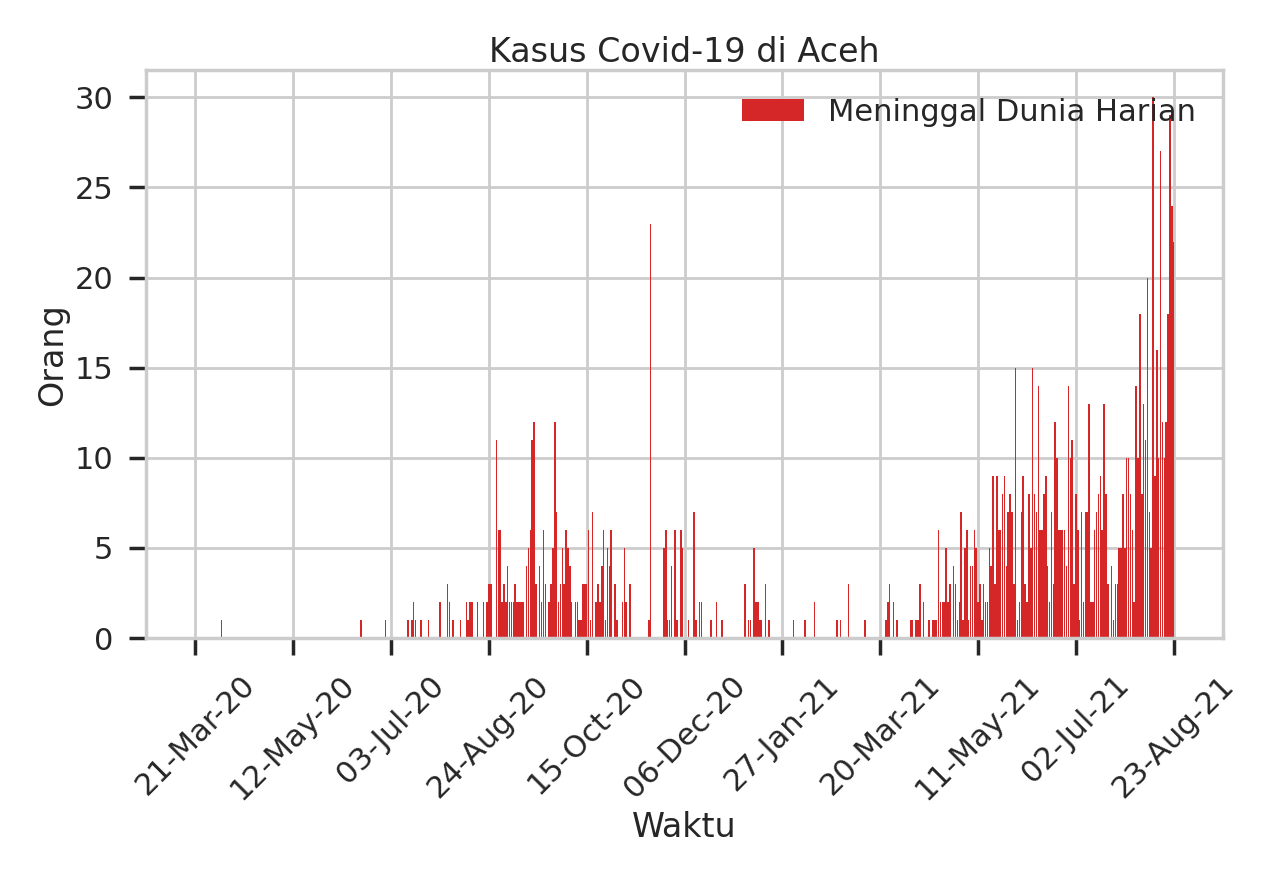 Kasus Covid-19 di Aceh
Meninggal Dunia Harian
30
25
20
15
10
5
0
Orang
21-Mar-20
12-May-20
03-Jul-20
24-Aug-20
15-Oct-20
06-Dec-20
27-Jan-21
20-Mar-21
11-May-21
02-Jul-21
23-Aug-21
Waktu